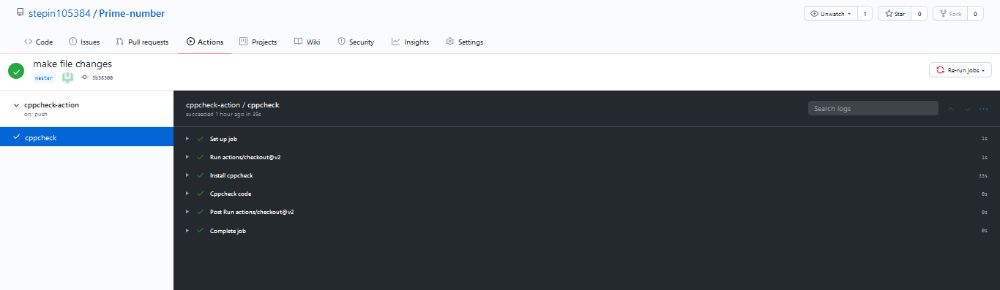 stepin105384 / Prime-number
Unwatch 1 Star 0 Fork 0
Code Issues Pull requests Actions Projects Wiki Security Insights Settings
make file changes
master 3b36300
Re-run jobs
cppcheck-action
on: push
cppcheck
cppcheck-action / cppcheck
succeeded 1 hour ago in 35s
Search logs
Set up job 1s
Run actions/checkout@v2 1s
Install cppcheck 33s
Cppcheck code 0s
Post Run actions/checkout@v2 0s
Complete job 0s